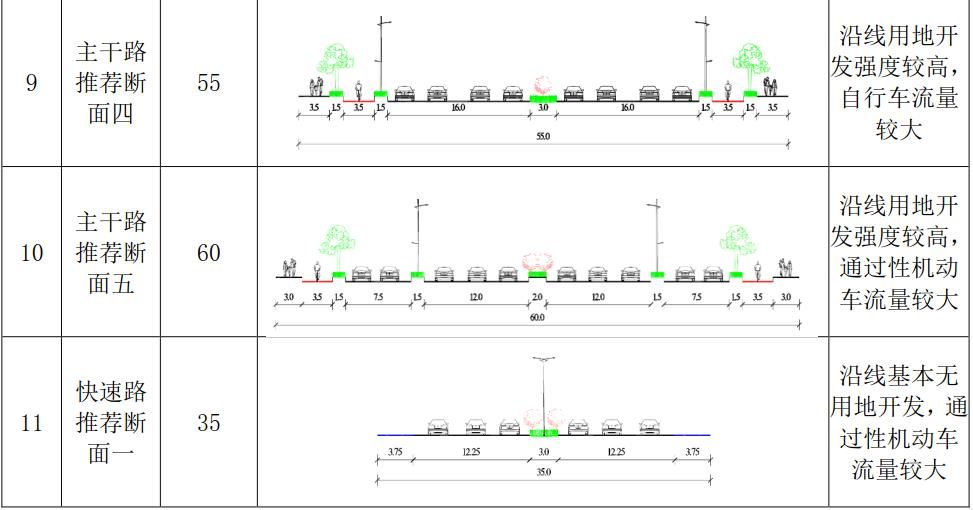 9
主干路
推荐断
面四
55
3.5 1.5 3.5 1.5 16.0 3.0 16.0 1.5 3.5 1.5 3.5
55.0
沿线用地开
发强度较高，
自行车流量
较大
10
主干路
推荐断
面五
60
3.0 3.5 1.5 7.5 1.5 12.0 2.0 12.0 1.5 7.5 1.5 3.5 3.0
60.0
沿线用地开
发强度较高，
通过性机动
车流量较大
11
快速路
推荐断
面一
35
3.75 12.25 3.0 12.25 3.75
35.0
沿线基本无
用地开发，通
过性机动车
流量较大